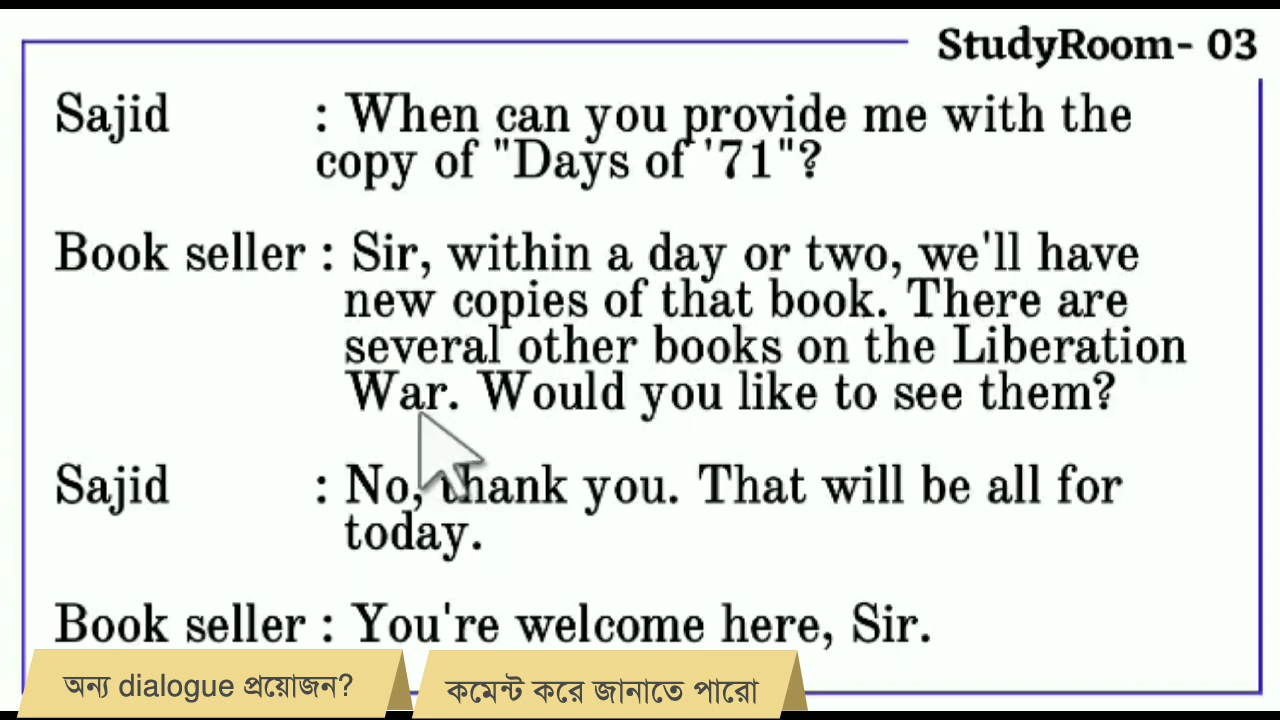 StudyRoom- 03
Sajid : When can you provide me with the
copy of "Days of '71"?
Book seller : Sir, within a day or two, we'll have
new copies of that book. There are
several other books on the Liberation
War. Would you like to see them?
Sajid : No, thank you. That will be all for
today.
Book seller : You're welcome here, Sir.
অন্য dialogue প্রয়োজন?
কমেন্ট করে জানাতে পারো